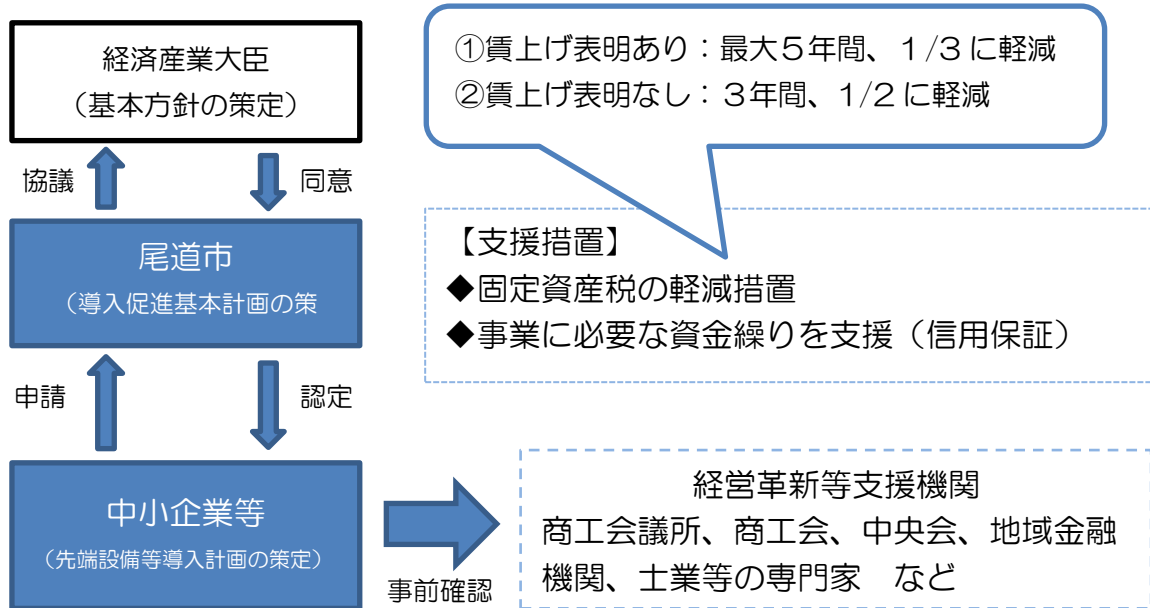 経済産業大臣
（基本方針の策定）
①賃上げ表明あり：最大５年間、１/３に軽減
②賃上げ表明なし：３年間、１/２に軽減
協議
同意
尾道市
（導入促進基本計画の策
【支援措置】
◆固定資産税の軽減措置
◆事業に必要な資金繰りを支援（信用保証）
申請
認定
中小企業等
（先端設備等導入計画の策定）
事前確認
経営革新等支援機関
商工会議所、商工会、中央会、地域金融
機関、士業等の専門家　など